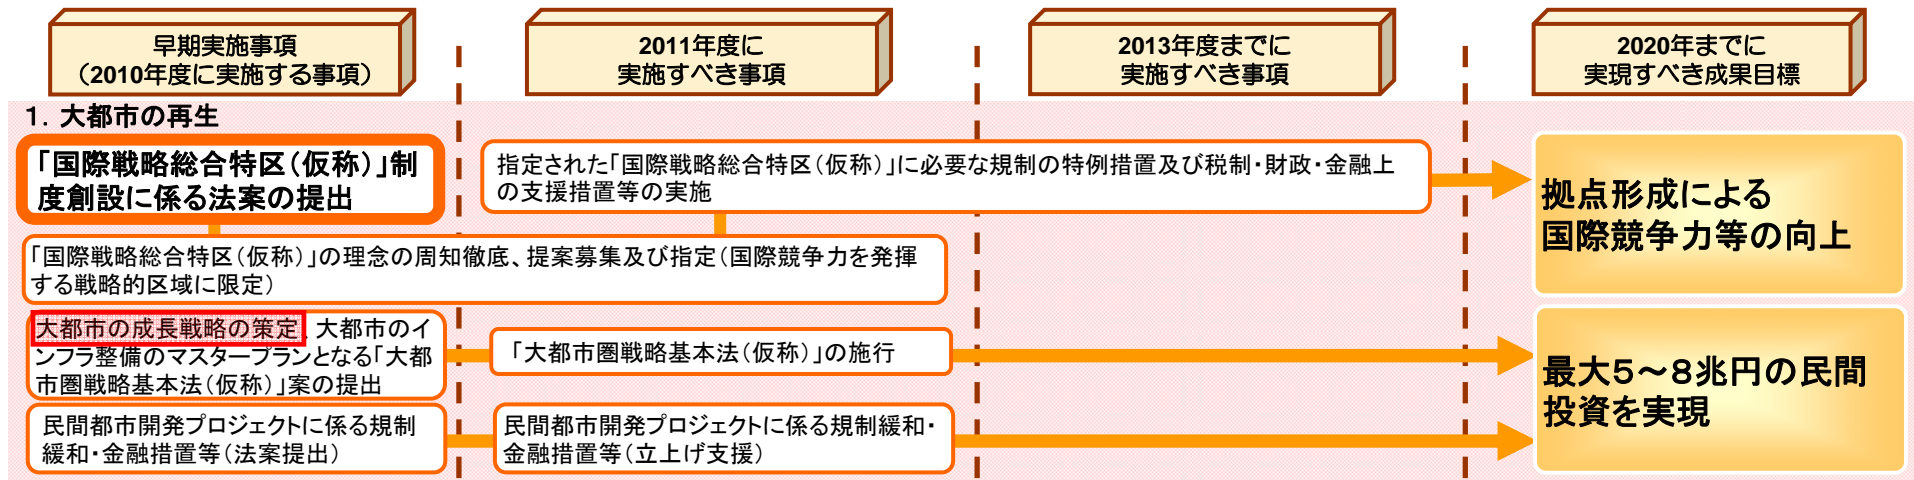 早期実施事項
（2010年度に実施する事項）
2011年度に
実施すべき事項
2013年度までに
実施すべき事項
2020年までに
実現すべき成果目標
１．大都市の再生
「国際戦略総合特区（仮称）」制
度創設に係る法案の提出
指定された「国際戦略総合特区（仮称）」に必要な規制の特例措置及び税制・財政・金融上
の支援措置等の実施
拠点形成による
国際競争力等の向上
「国際戦略総合特区（仮称）」の理念の周知徹底、提案募集及び指定（国際競争力を発揮
する戦略的区域に限定）
大都市の成長戦略の策定、大都市のイ
ンフラ整備のマスタープランとなる「大都
市圏戦略基本法（仮称）」案の提出
「大都市圏戦略基本法（仮称）」の施行
最大５～８兆円の民間
投資を実現
民間都市開発プロジェクトに係る規制
緩和・金融措置等（法案提出）
民間都市開発プロジェクトに係る規制緩和・
金融措置等（立上げ支援）